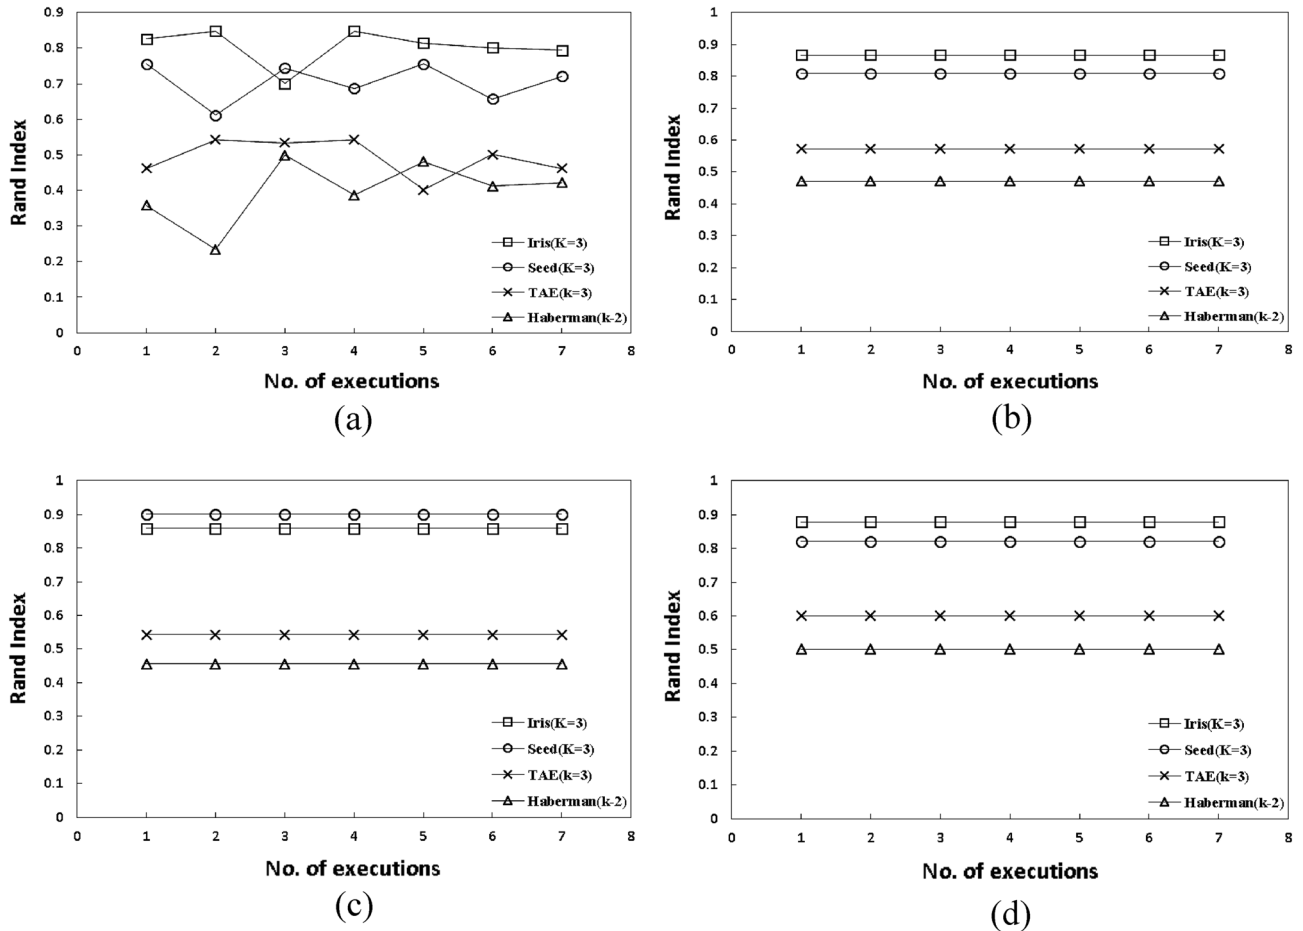 0.9
0.8
0.7
0.6
0.5
0.4
0.3
0.2
0.1
0
Rand Index
Iris(K=3)
Seed(K=3)
TAE(k=3)
Haberman(k-2)
0 1 2 3 4 5 6 7 8
No. of executions
(a)
1
0.9
0.8
0.7
0.6
0.5
0.4
0.3
0.2
0.1
0
Rand Index
Iris(K=3)
Seed(K=3)
TAE(k=3)
Haberman(k-2)
0 1 2 3 4 5 6 7 8
No. of executions
(b)
1
0.9
0.8
0.7
0.6
0.5
0.4
0.3
0.2
0.1
0
Rand Index
Iris(K=3)
Seed(K=3)
TAE(k=3)
Haberman(k-2)
0 1 2 3 4 5 6 7 8
No. of executions
(c)
1
0.9
0.8
0.7
0.6
0.5
0.4
0.3
0.2
0.1
0
Rand Index
Iris(K=3)
Seed(K=3)
TAE(k=3)
Haberman(k-2)
0 1 2 3 4 5 6 7 8
No. of executions
(d)